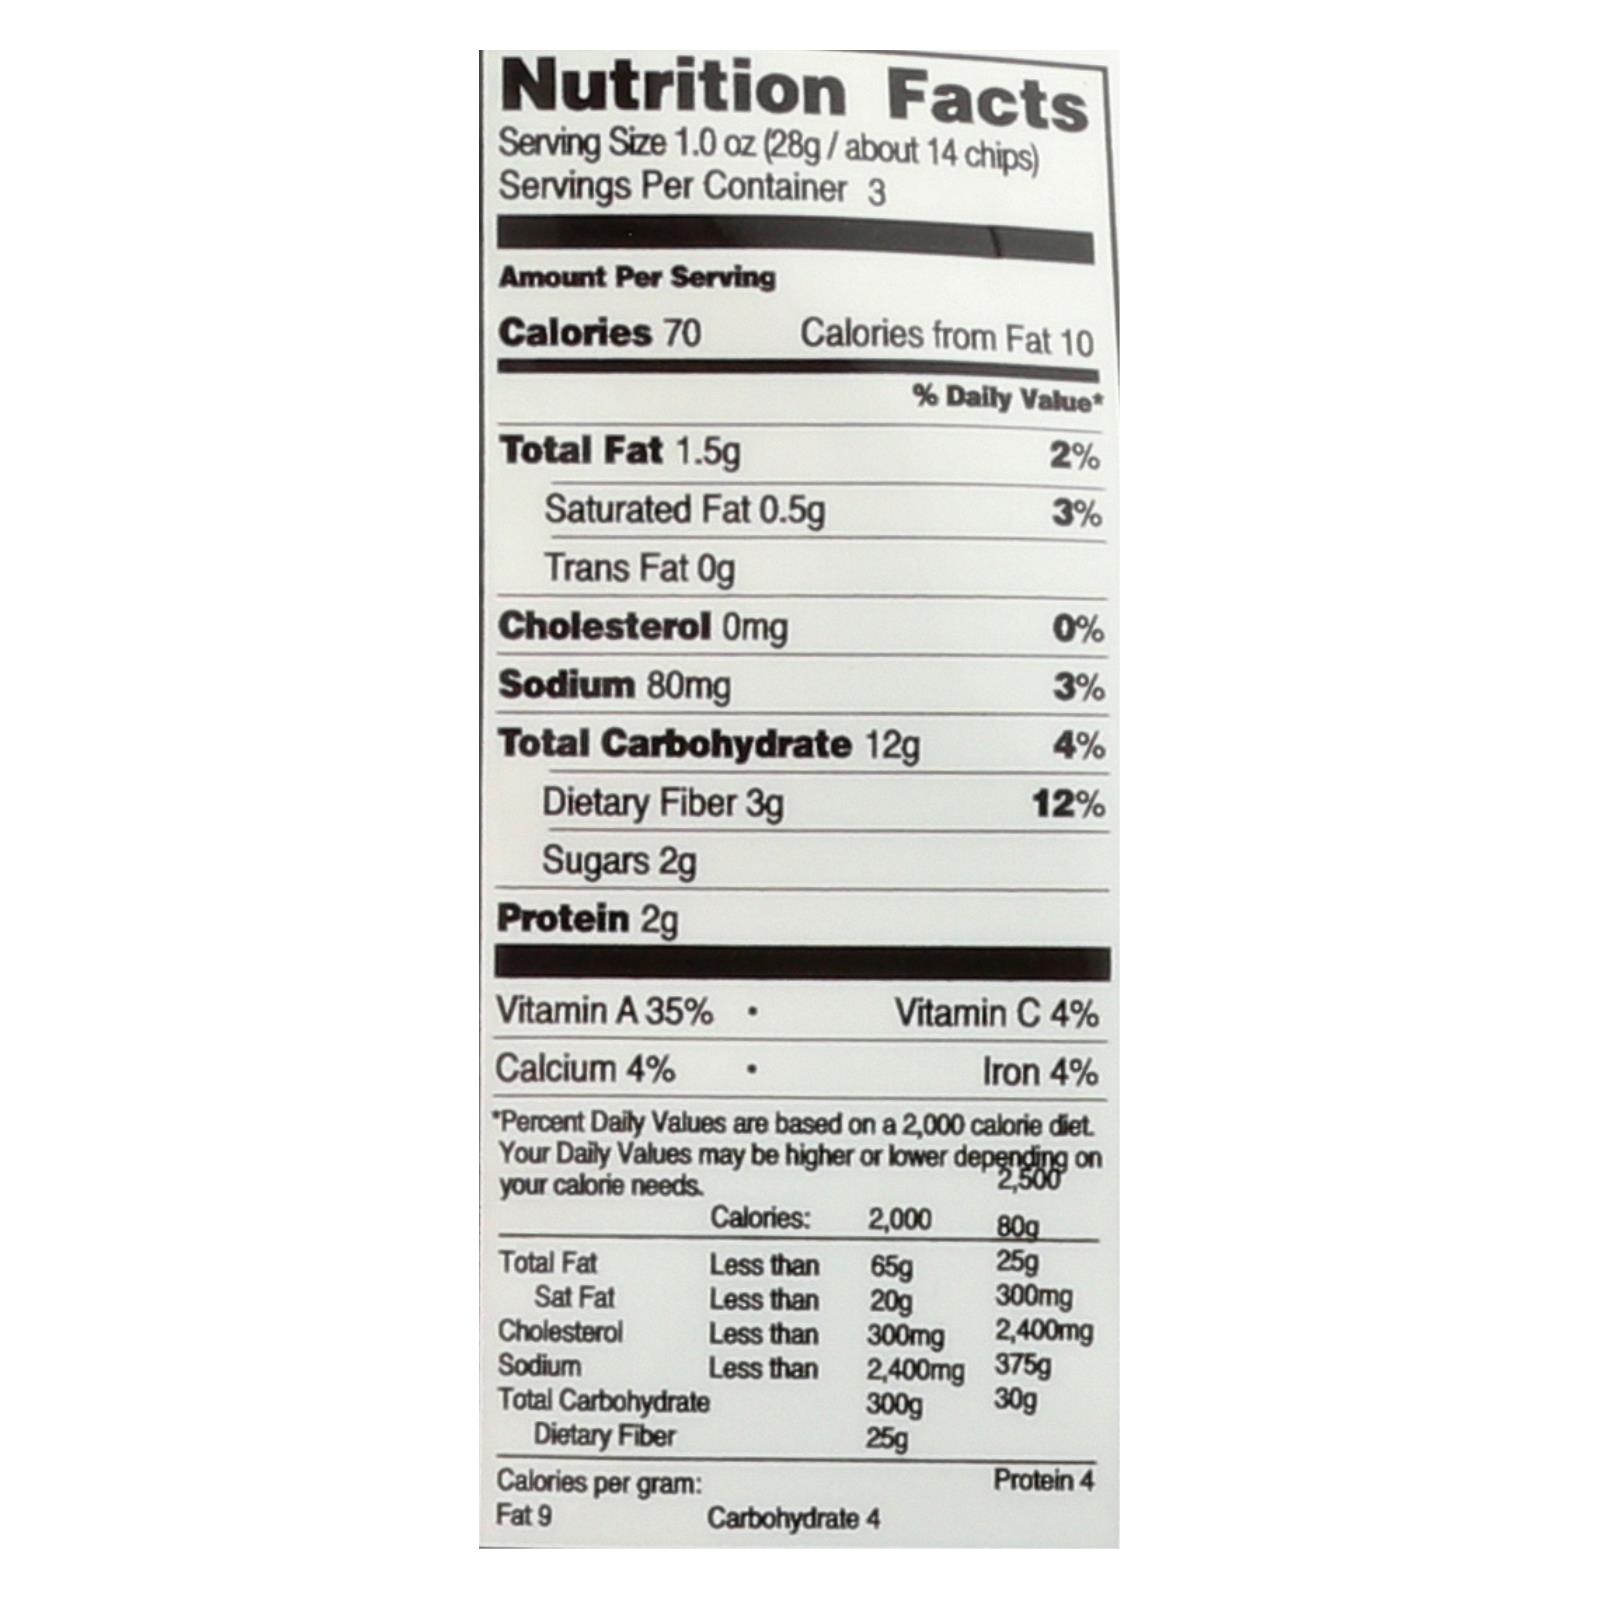 Nutrition Facts
Serving Size 1.0 oz (28g / about 14 chips)
Servings Per Container 3
Amount Per Serving
Calories 70 Calories from Fat 10
% Daily Value*
Total Fat 1.5g 2%
Saturated Fat 0.5g 3%
Trans Fat 0g
Cholesterol 0mg 0%
Sodium 80mg 3%
Total Carbohydrate 12g 4%
Dietary Fiber 3g 12%
Sugars 2g
Protein 2g
Vitamin A 35% • Vitamin C 4%
Calcium 4% • Iron 4%
*Percent Daily Values are based on a 2,000 calorie diet.
Your Daily Values may be higher or lower depending on
your calorie needs. 2,500
Calories: 2,000 80g
Total Fat Less than 65g 25g
Sat Fat Less than 20g 300mg
Cholesterol Less than 300mg 2,400mg
Sodium Less than 2,400mg 375g
Total Carbohydrate 300g 30g
Dietary Fiber 25g
Calories per gram: Protein 4
Fat 9 Carbohydrate 4